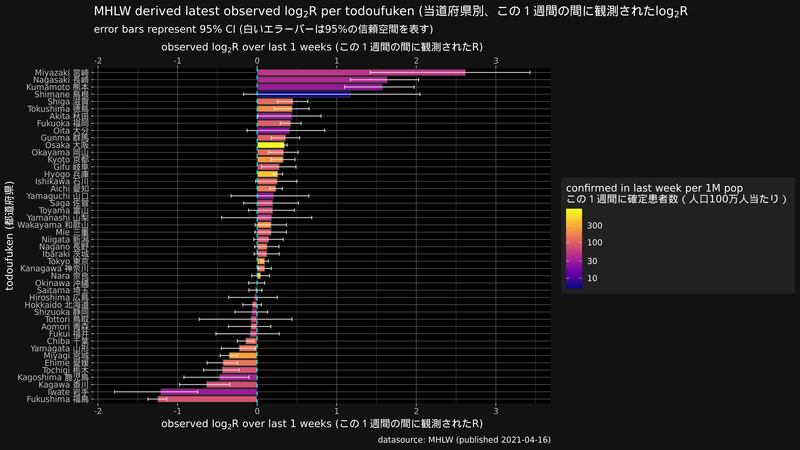 MHLW derived latest observed log₂R per todoufuken (当道府県別、この１週間の間に観測されたlog₂R
error bars represent 95% CI (白いエラーバーは95%の信頼空間を表す)
observed log₂R over last 1 weeks (この１週間の間に観測されたR)
-2 -1 0 1 2 3
todoufuken (都道府県)
Miyazaki 宮崎
Nagasaki 長崎
Kumamoto 熊本
Shimane 島根
Shiga 滋賀
Tokushima 徳島
Akita 秋田
Fukuoka 福岡
Oita 大分
Gunma 群馬
Osaka 大阪
Okayama 岡山
Kyoto 京都
Gifu 岐阜
Hyogo 兵庫
Ishikawa 石川
Aichi 愛知
Yamaguchi 山口
Saga 佐賀
Toyama 富山
Yamanashi 山梨
Wakayama 和歌山
Mie 三重
Niigata 新潟
Nagano 長野
Ibaraki 茨城
Tokyo 東京
Kanagawa 神奈川
Nara 奈良
Okinawa 沖縄
Saitama 埼玉
Hiroshima 広島
Hokkaido 北海道
Shizuoka 静岡
Tottori 鳥取
Aomori 青森
Fukui 福井
Chiba 千葉
Yamagata 山形
Miyagi 宮城
Ehime 愛媛
Tochigi 栃木
Kagoshima 鹿児島
Kagawa 香川
Iwate 岩手
Fukushima 福島
-2 -1 0 1 2 3
observed log₂R over last 1 weeks (この１週間の間に観測されたR)
confirmed in last week per 1M pop
この１週間に確定患者数（人口100万人当たり）
300
100
30
10
datasource: MHLW (published 2021-04-16)